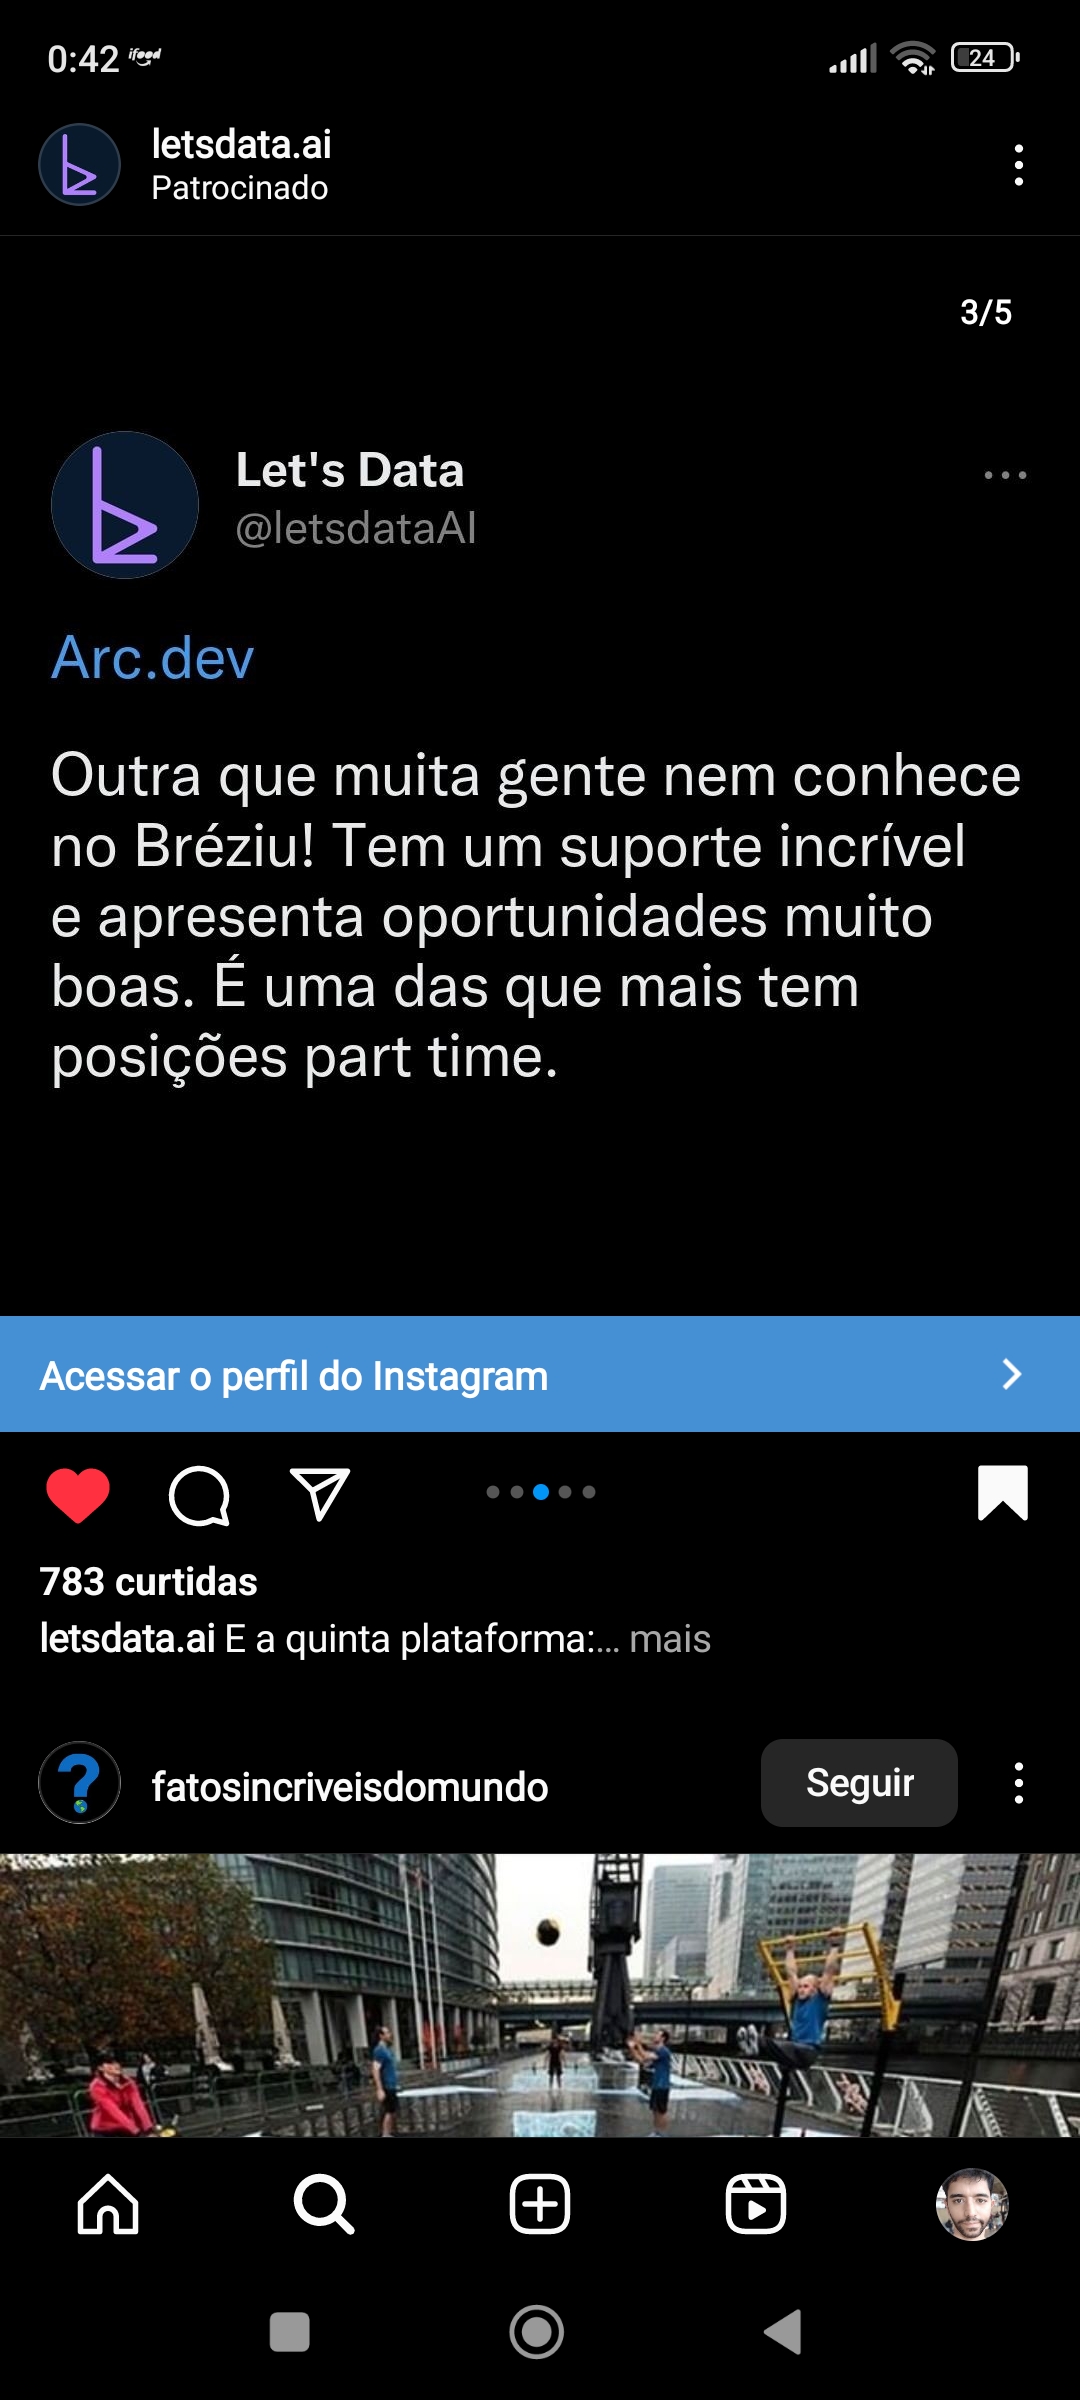 0:42 ifood
24
letsdata.ai
Patrocinado
3/5
Let's Data
@letsdataAI
Arc.dev
Outra que muita gente nem conhece
no Bréziu! Tem um suporte incrível
e apresenta oportunidades muito
boas. É uma das que mais tem
posições part time.
Acessar o perfil do Instagram
783 curtidas
letsdata.ai E a quinta plataforma:... mais
fatosincriveisdomundo
Seguir